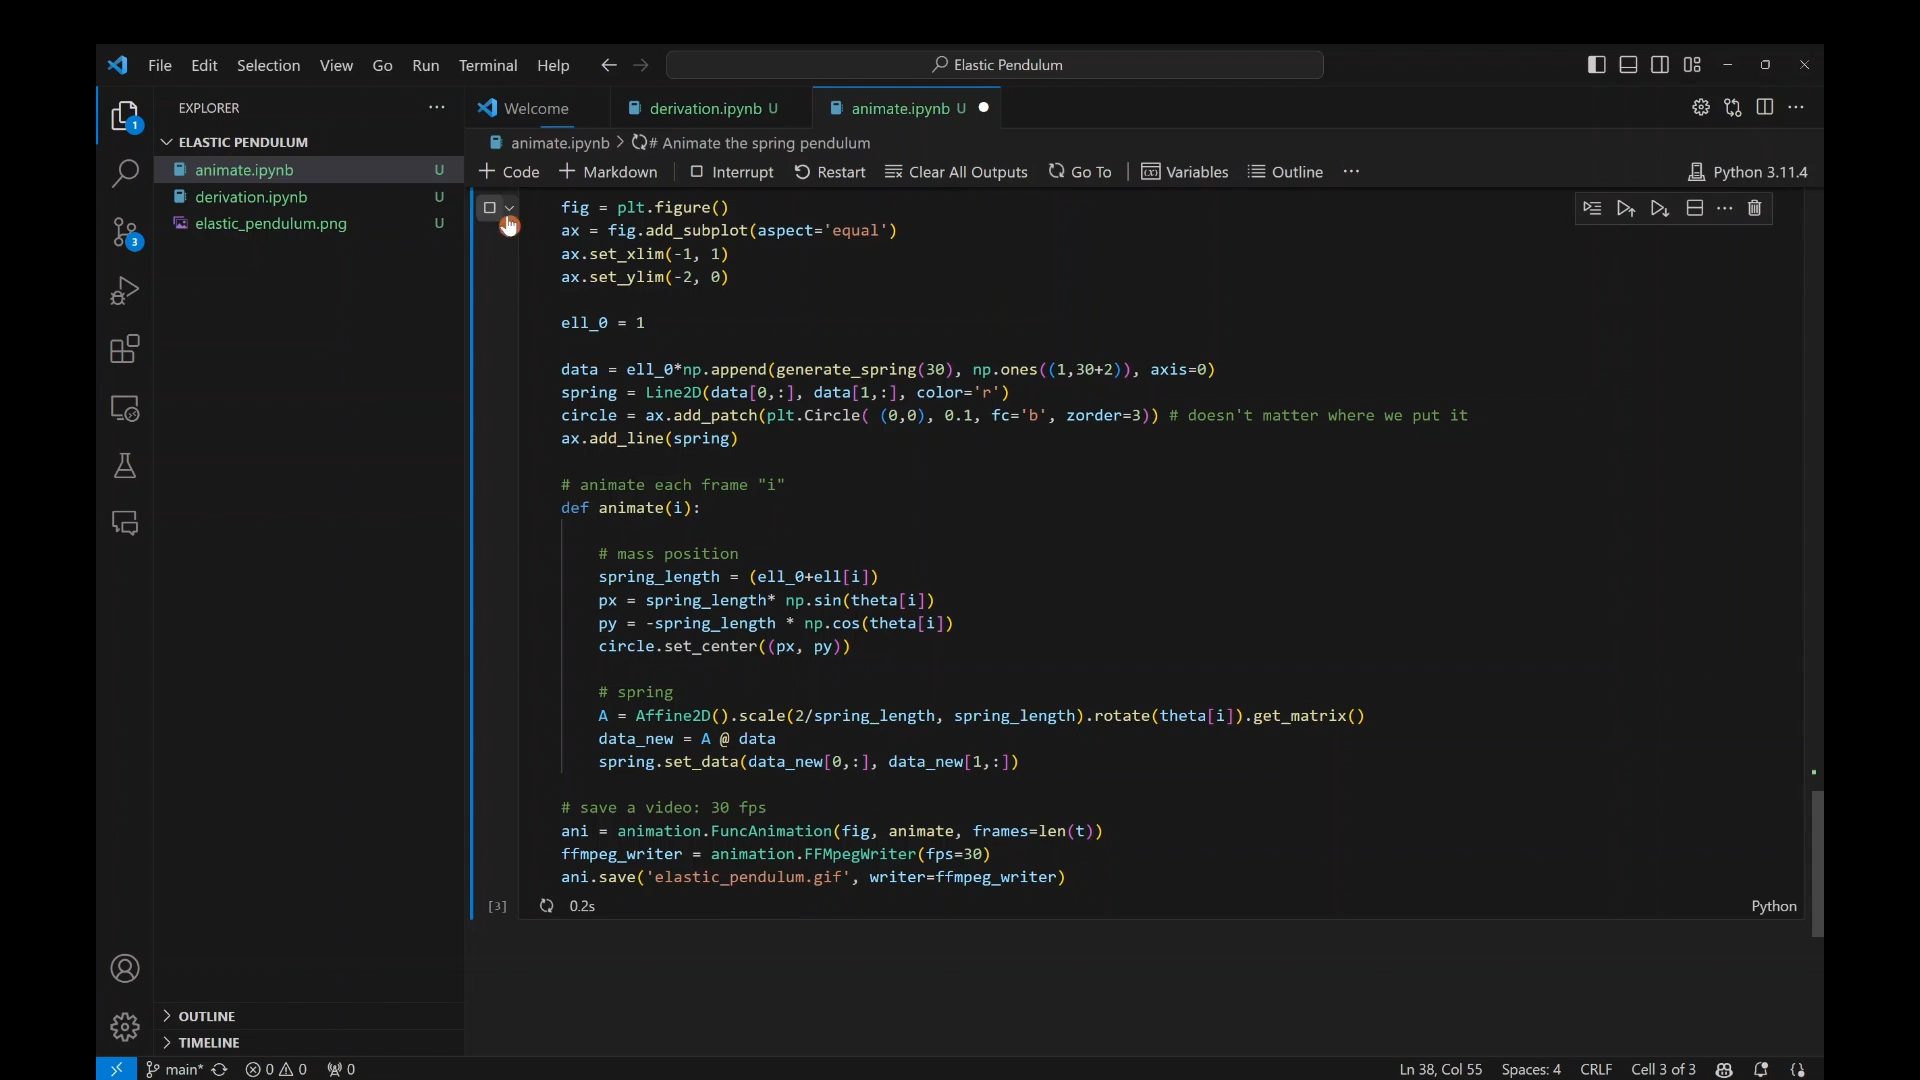 File Edit Selection View Go Run Terminal Help
Elastic Pendulum
EXPLORER
Welcome
derivation.ipynb U
animate.ipynb U
ELASTIC PENDULUM
animate.ipynb > # Animate the spring pendulum
animate.ipynb U
derivation.ipynb U
elastic_pendulum.png U
1
3
+ Code + Markdown Interrupt Restart Clear All Outputs Go To Variables Outline ... Python 3.11.4
fig = plt.figure()
ax = fig.add_subplot(aspect='equal')
ax.set_xlim(-1, 1)
ax.set_ylim(-2, 0)
ell_0 = 1
data = ell_0*np.append(generate_spring(30), np.ones((1,30+2)), axis=0)
spring = Line2D(data[0,:], data[1,:], color='r')
circle = ax.add_patch(plt.Circle( (0,0), 0.1, fc='b', zorder=3)) # doesn't matter where we put it
ax.add_line(spring)
# animate each frame "i"
def animate(i):
# mass position
spring_length = (ell_0+ell[i])
px = spring_length* np.sin(theta[i])
py = -spring_length * np.cos(theta[i])
circle.set_center((px, py))
# spring
A = Affine2D().scale(2/spring_length, spring_length).rotate(theta[i]).get_matrix()
data_new = A @ data
spring.set_data(data_new[0,:], data_new[1,:])
# save a video: 30 fps
ani = animation.FuncAnimation(fig, animate, frames=len(t))
ffmpeg_writer = animation.FFMpegWriter(fps=30)
ani.save('elastic_pendulum.gif', writer=ffmpeg_writer)
[3] 0.2s Python
OUTLINE
TIMELINE
main* 0 0 0 Ln 38, Col 55 Spaces: 4 CRLF Cell 3 of 3